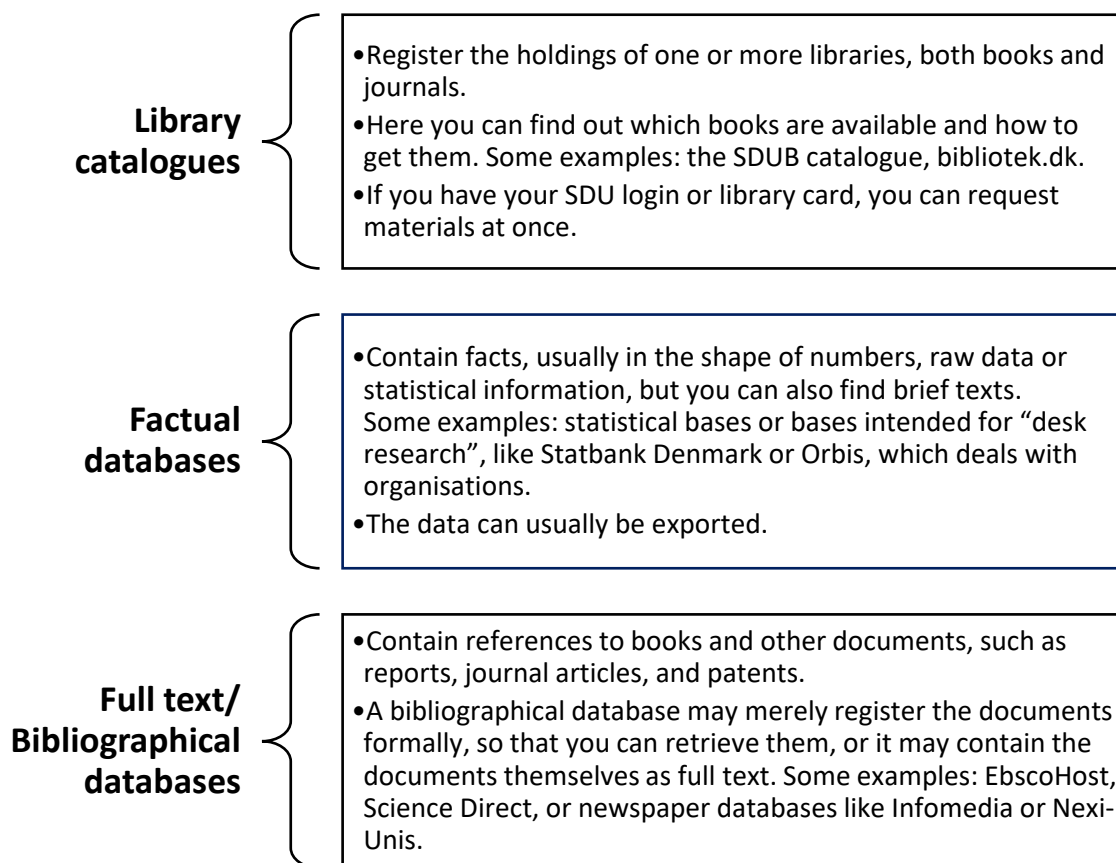 Library
catalogues
•Register the holdings of one or more libraries, both books and
journals.
•Here you can find out which books are available and how to
get them. Some examples: the SDUB catalogue, bibliotek.dk.
•If you have your SDU login or library card, you can request
materials at once.
Factual
databases
•Contain facts, usually in the shape of numbers, raw data or
statistical information, but you can also find brief texts.
Some examples: statistical bases or bases intended for “desk
research”, like Statbank Denmark or Orbis, which deals with
organisations.
•The data can usually be exported.
Full text/
Bibliographical
databases
•Contain references to books and other documents, such as
reports, journal articles, and patents.
•A bibliographical database may merely register the documents
formally, so that you can retrieve them, or it may contain the
documents themselves as full text. Some examples: EbscoHost,
Science Direct, or newspaper databases like Infomedia or Nexi-
Unis.